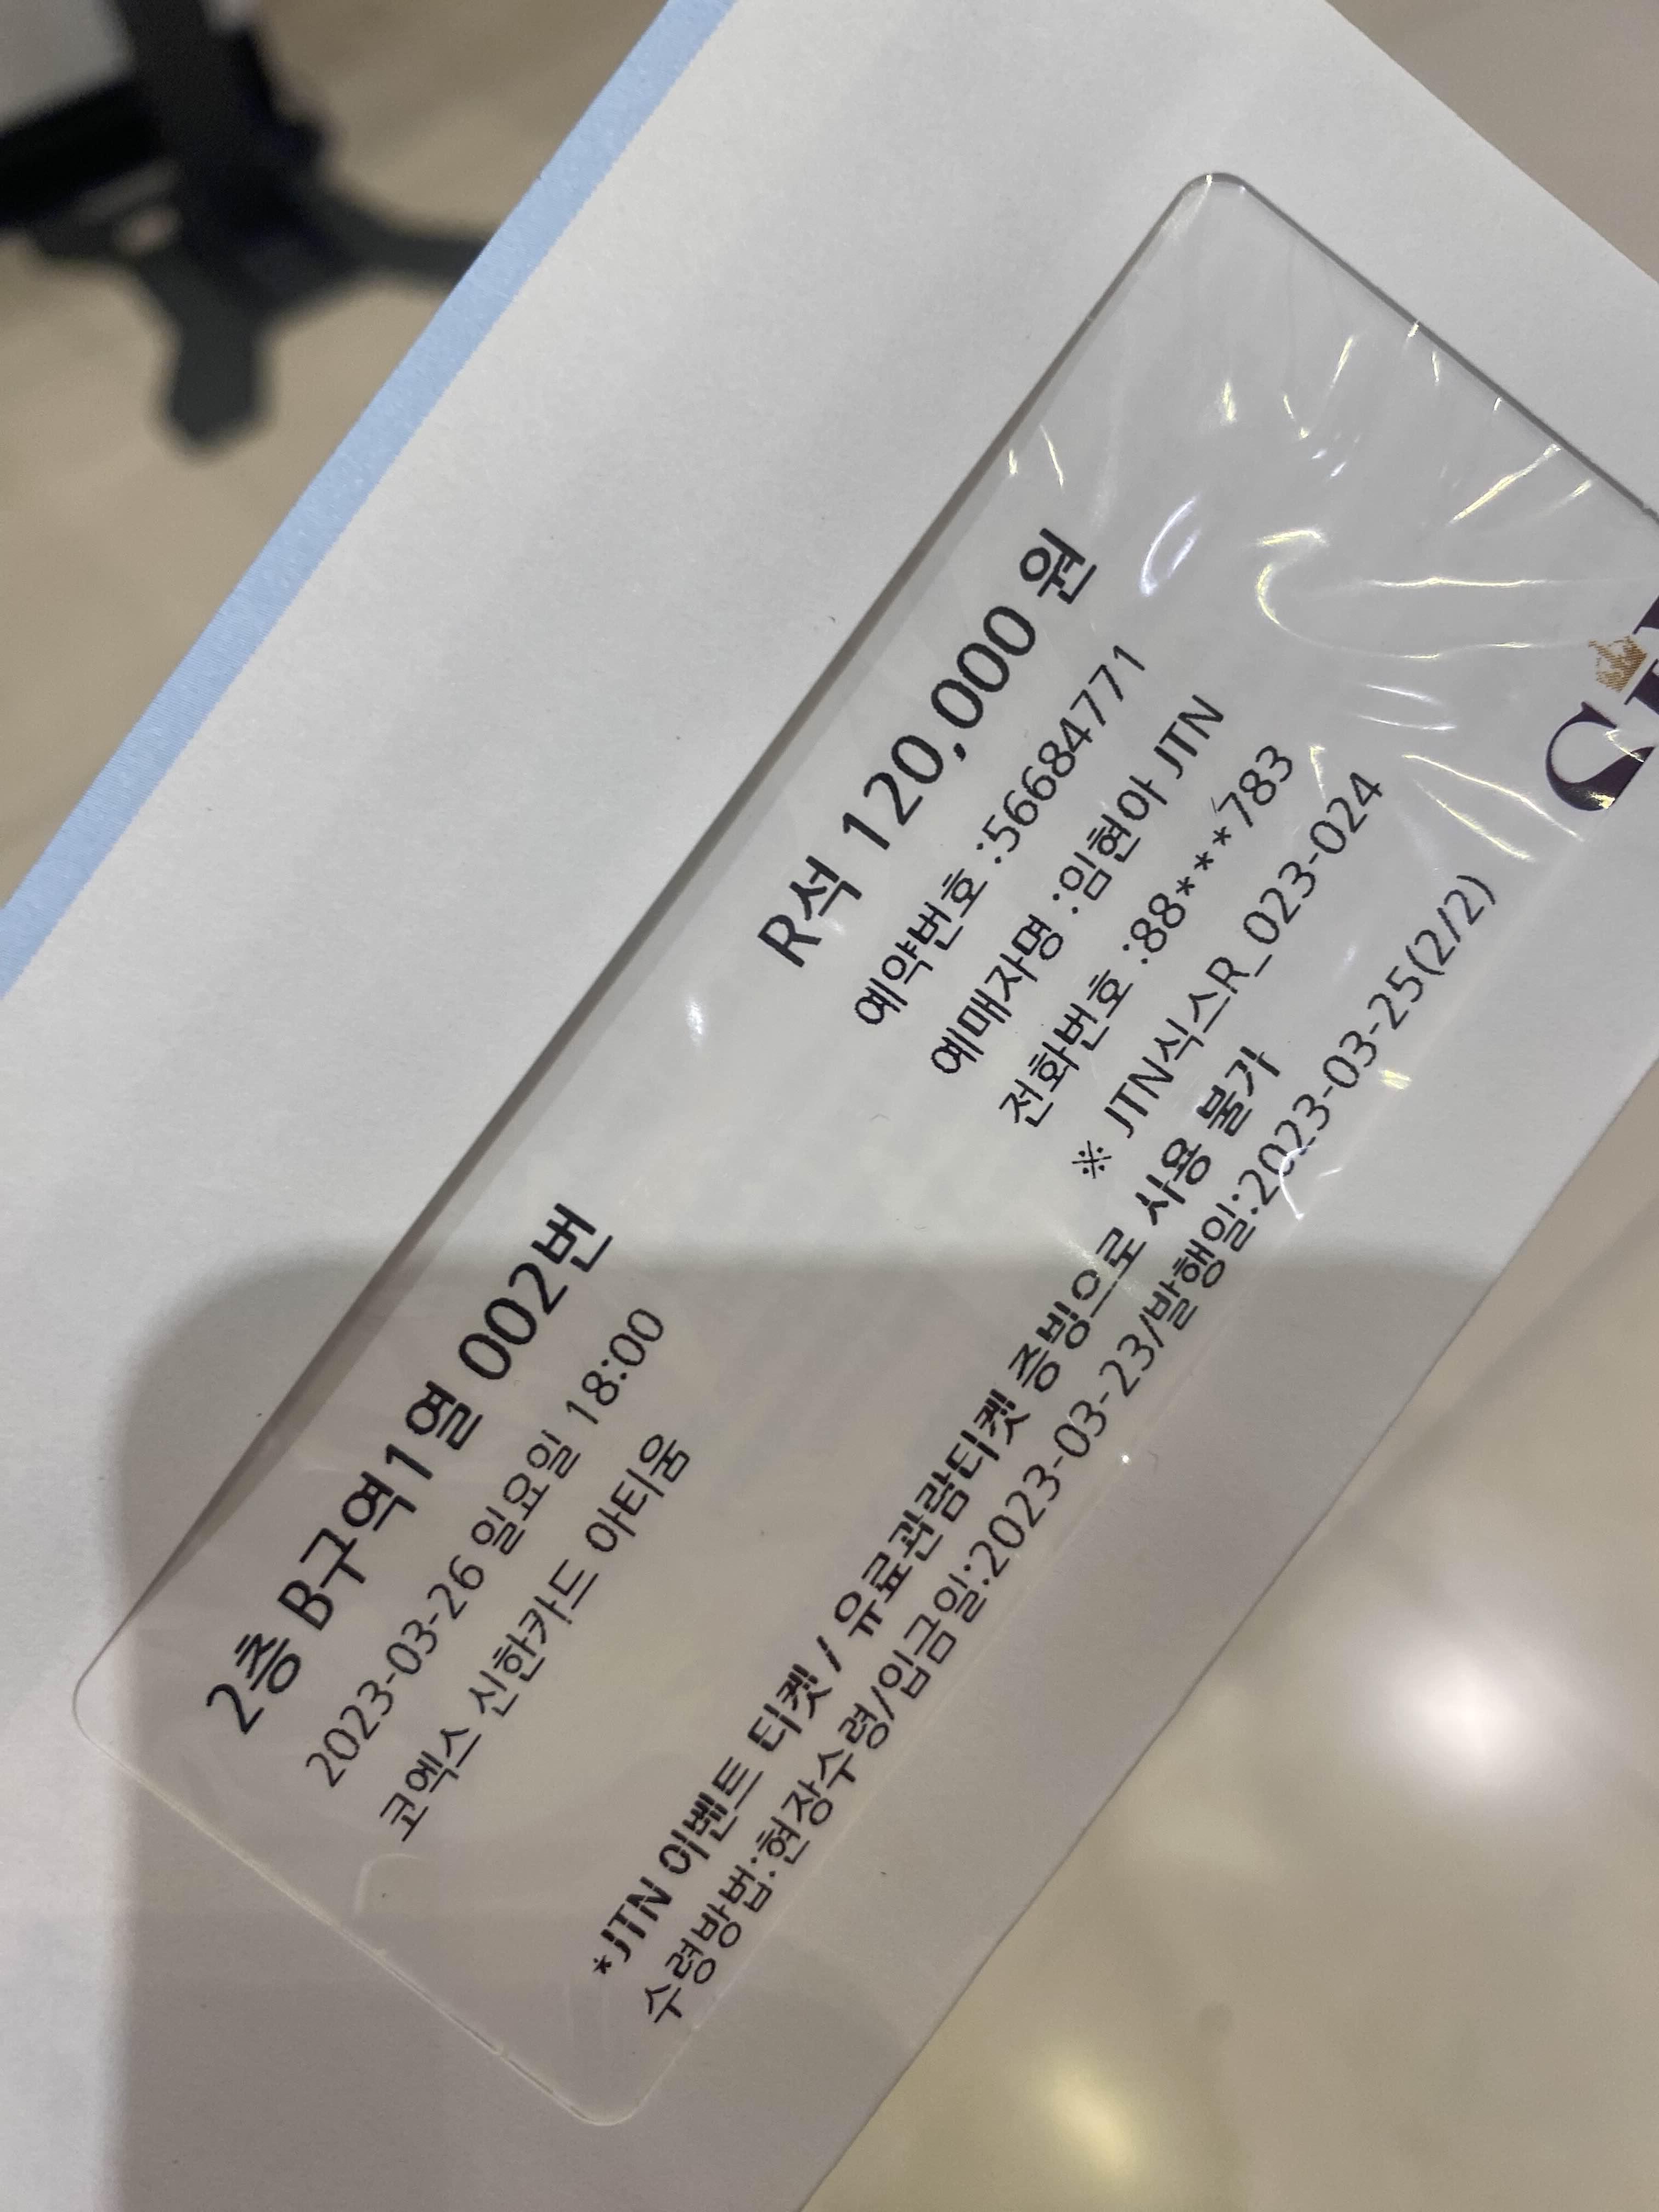 2층 B구역1열 002번
2023-03-26 일요일 18:00
코엑스 신한카드 아티움
R석 120,000 원
예약번호 :56684771
예매자명 :임현아 JTN
전화번호 :88***783
※ JTN식스R_023-024
*JTN 이벤트 티켓 / 유료관람티켓 증빙으로 사용 불가
수령방법:현장수령/입금일:2023-03-23/발행일:2023-03-25(2/2)